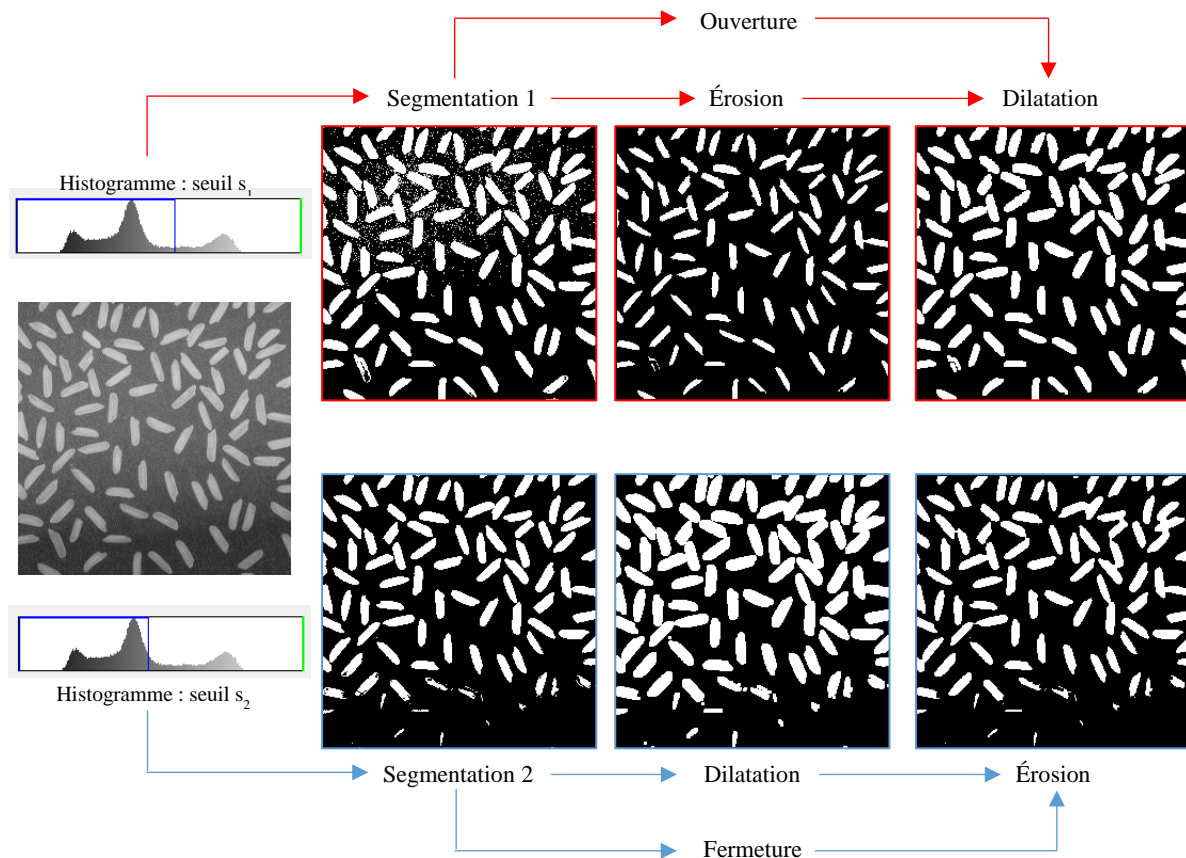 Ouverture
Segmentation 1
Érosion
Dilatation
Histogramme : seuil s₁
Histogramme : seuil s₂
Segmentation 2
Dilatation
Érosion
Fermeture